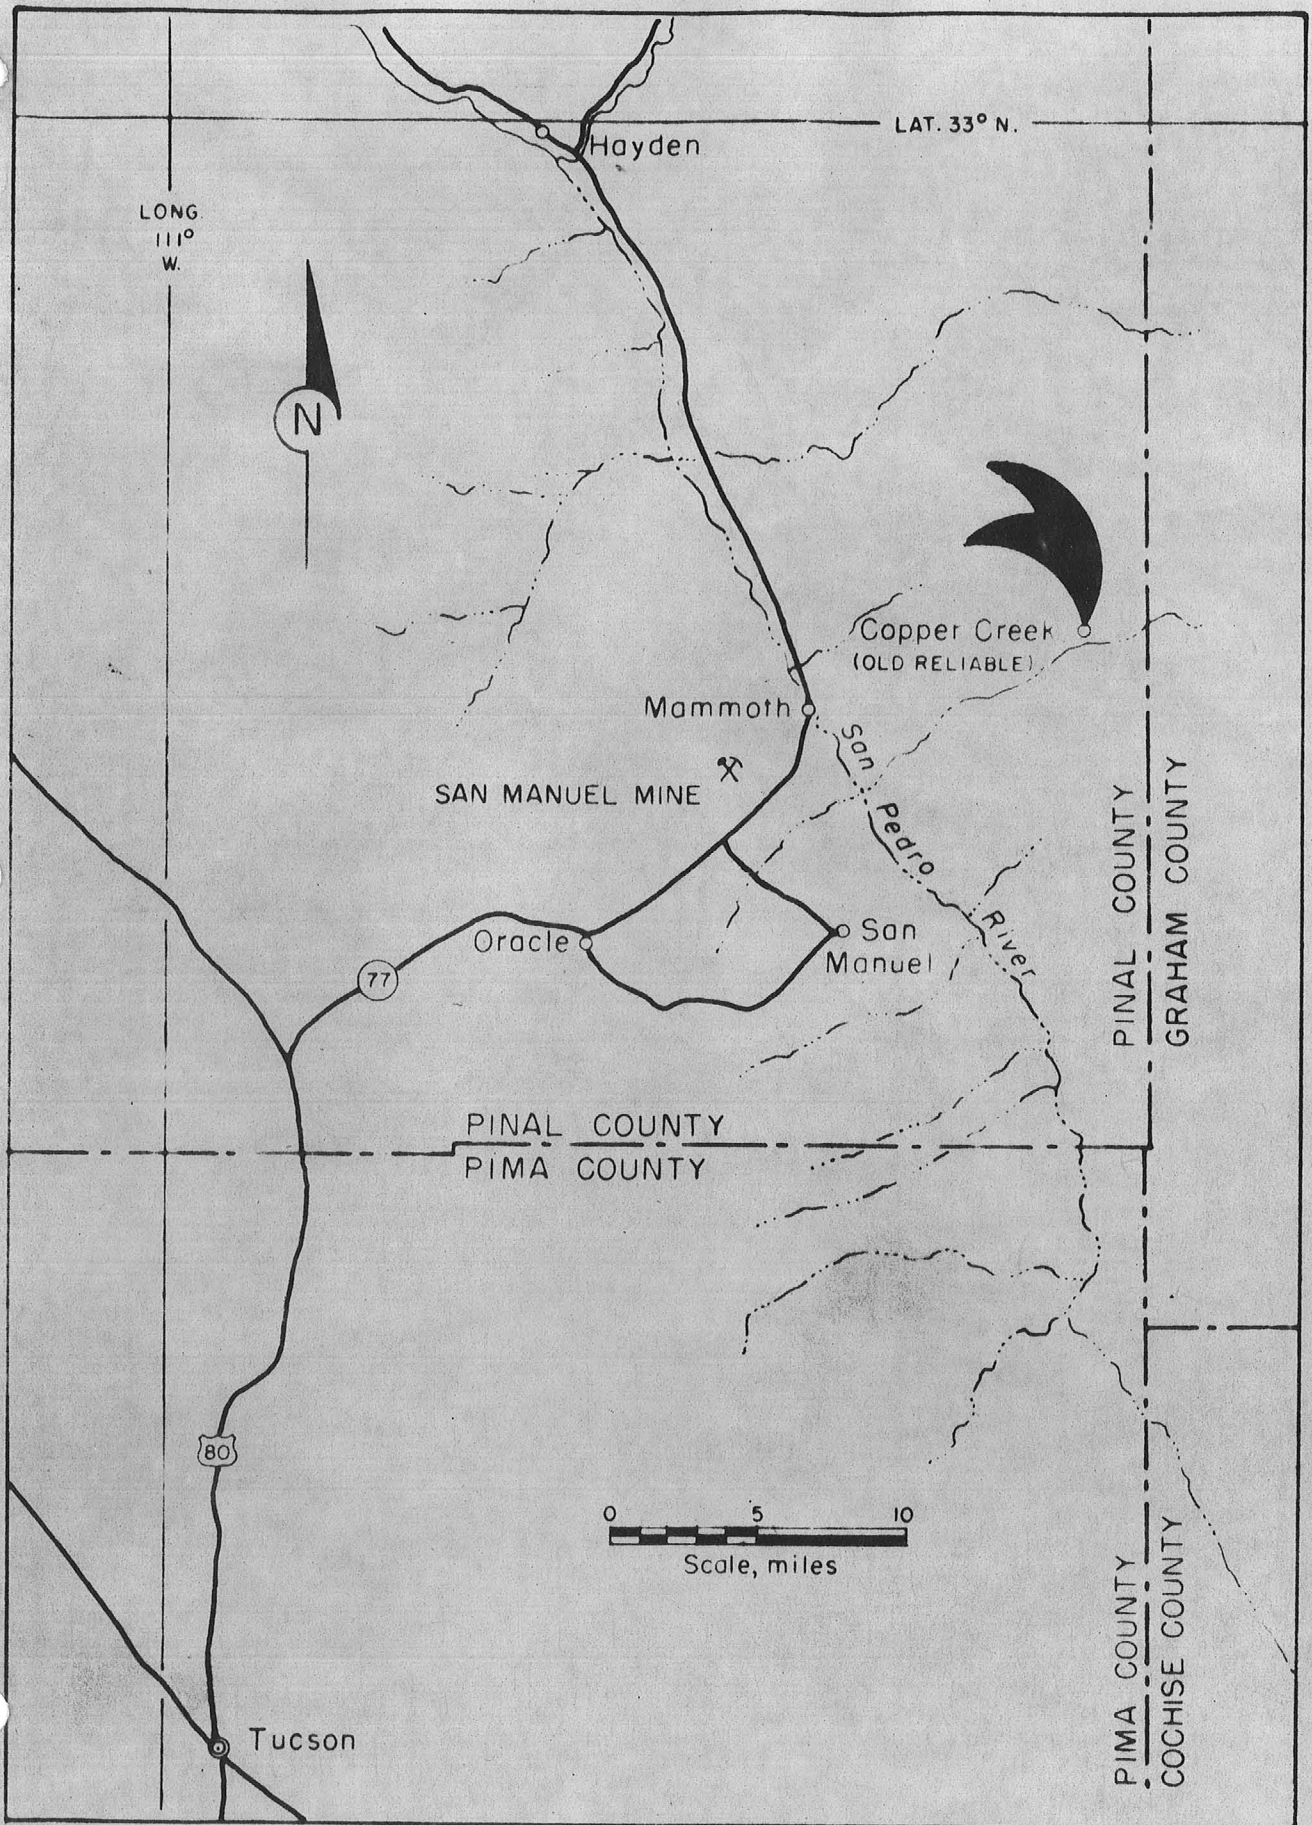 LAT. 33° N.
Hayden
LONG.
111°
W.
N
Copper Creek
(OLD RELIABLE)
Mammoth
San Pedro River
SAN MANUEL MINE
PINAL COUNTY
GRAHAM COUNTY
Oracle
San
Manuel
77
PINAL COUNTY
PIMA COUNTY
80
0 5 10
Scale, miles
PIMA COUNTY
COCHISE COUNTY
Tucson